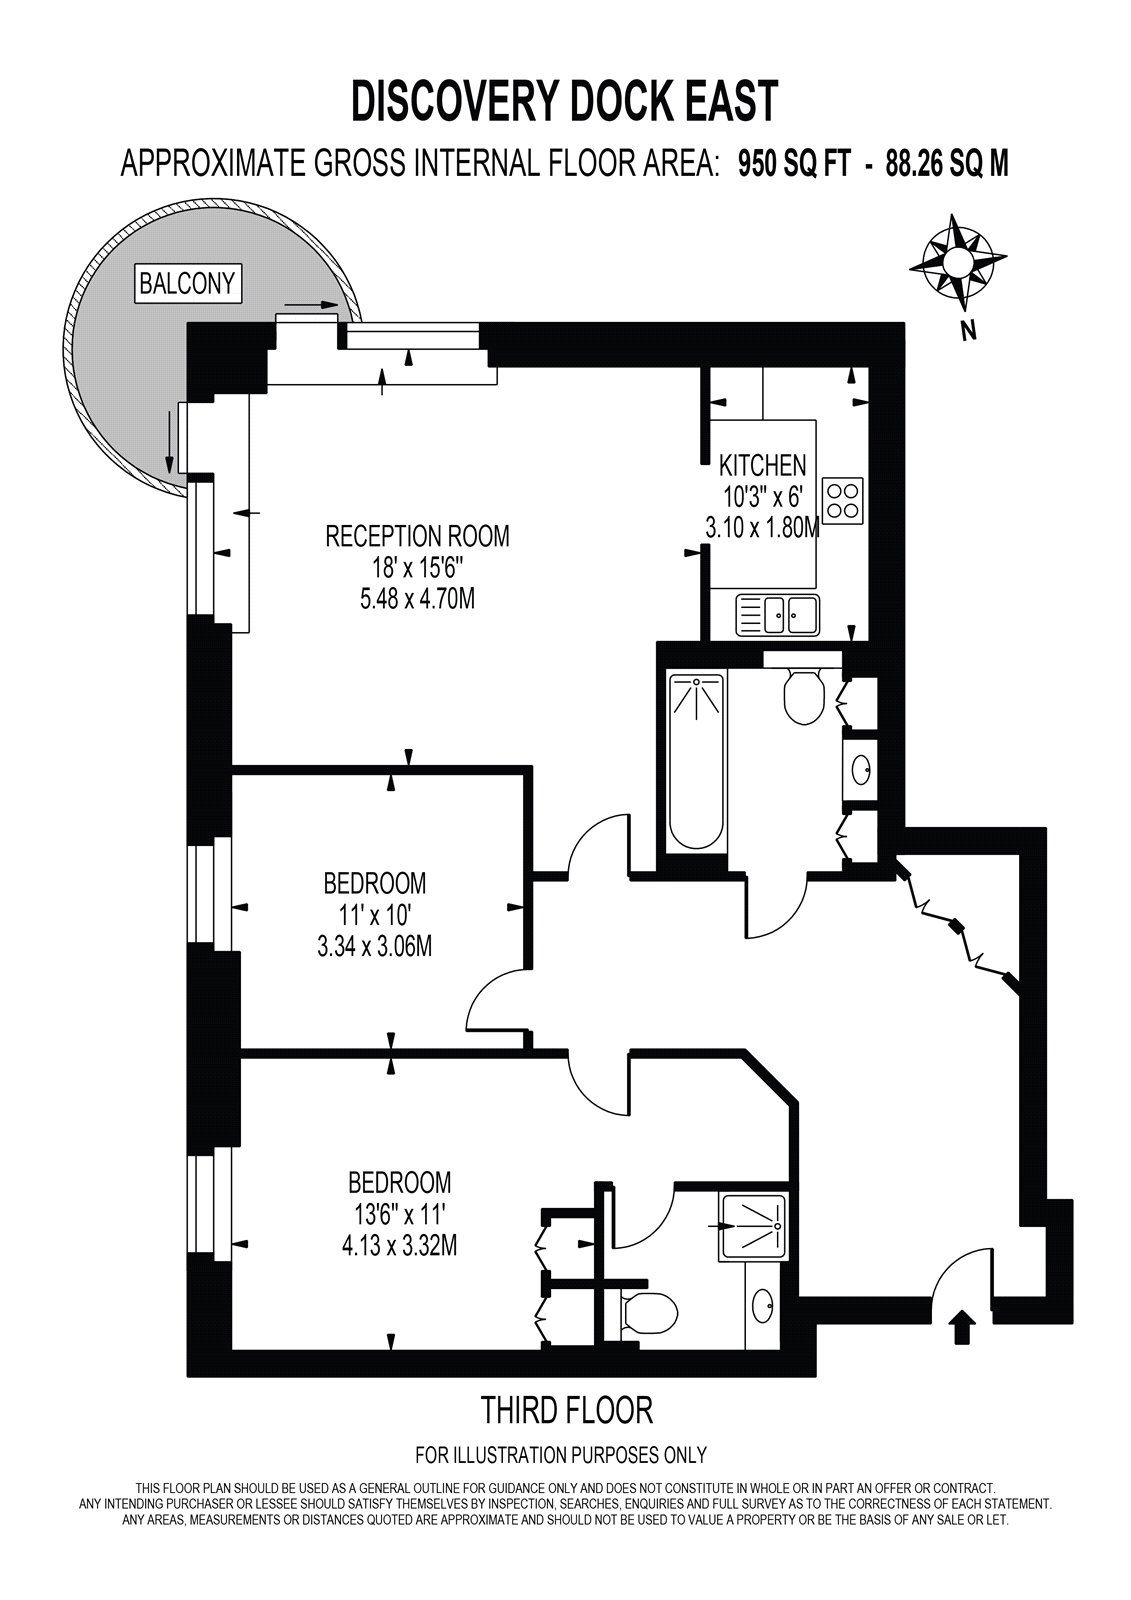 DISCOVERY DOCK EAST
APPROXIMATE GROSS INTERNAL FLOOR AREA: 950 SQ FT - 88.26 SQ M
BALCONY
N
KITCHEN
10'3" x 6'
3.10 x 1.80M
RECEPTION ROOM
18' x 15'6"
5.48 x 4.70M
BEDROOM
11' x 10'
3.34 x 3.06M
BEDROOM
13'6" x 11'
4.13 x 3.32M
THIRD FLOOR
FOR ILLUSTRATION PURPOSES ONLY
THIS FLOOR PLAN SHOULD BE USED AS A GENERAL OUTLINE FOR GUIDANCE ONLY AND DOES NOT CONSTITUTE IN WHOLE OR IN PART AN OFFER OR CONTRACT.
ANY INTENDING PURCHASER OR LESSEE SHOULD SATISFY THEMSELVES BY INSPECTION, SEARCHES, ENQUIRIES AND FULL SURVEY AS TO THE CORRECTNESS OF EACH STATEMENT.
ANY AREAS, MEASUREMENTS OR DISTANCES QUOTED ARE APPROXIMATE AND SHOULD NOT BE USED TO VALUE A PROPERTY OR BE THE BASIS OF ANY SALE OR LET.